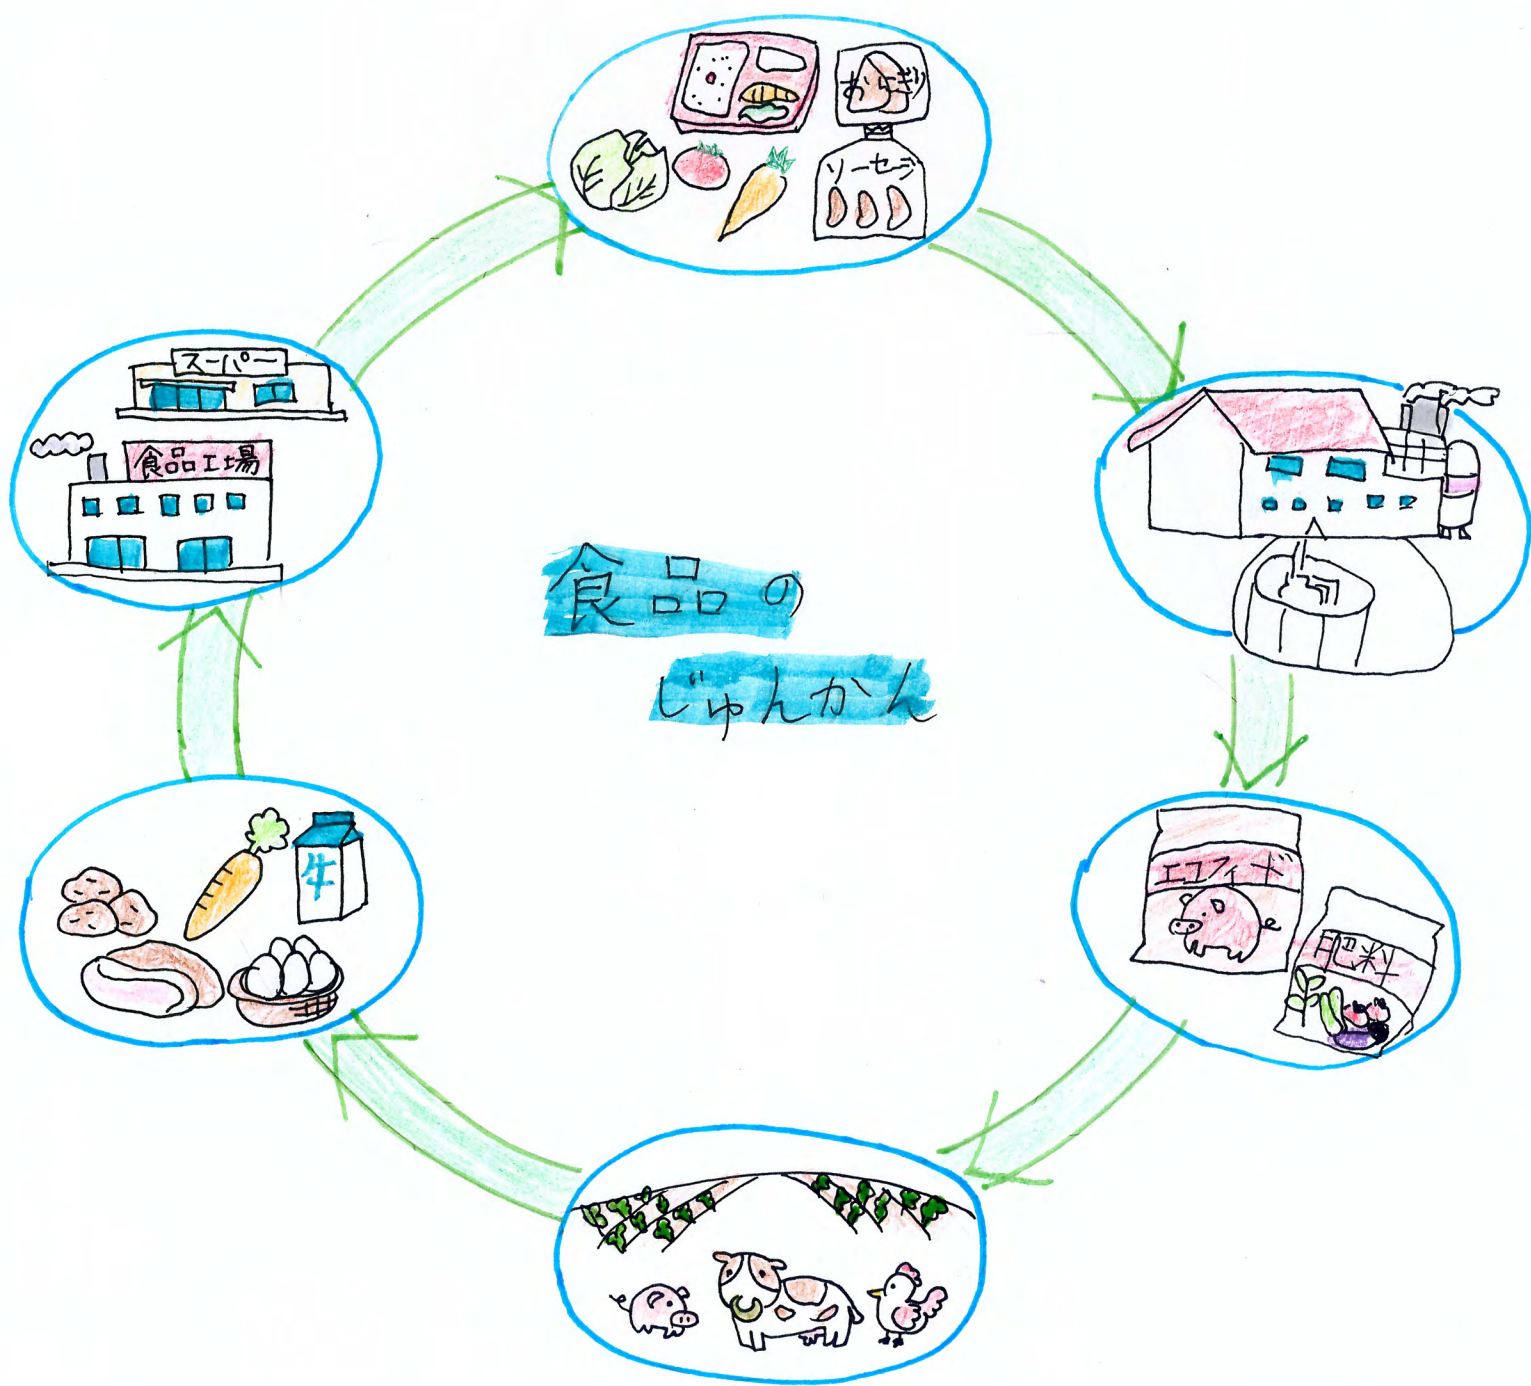 おにぎり
ソーセージ
スーパー
食品工場
食品の
じゅんかん
牛
エコフィード
肥料